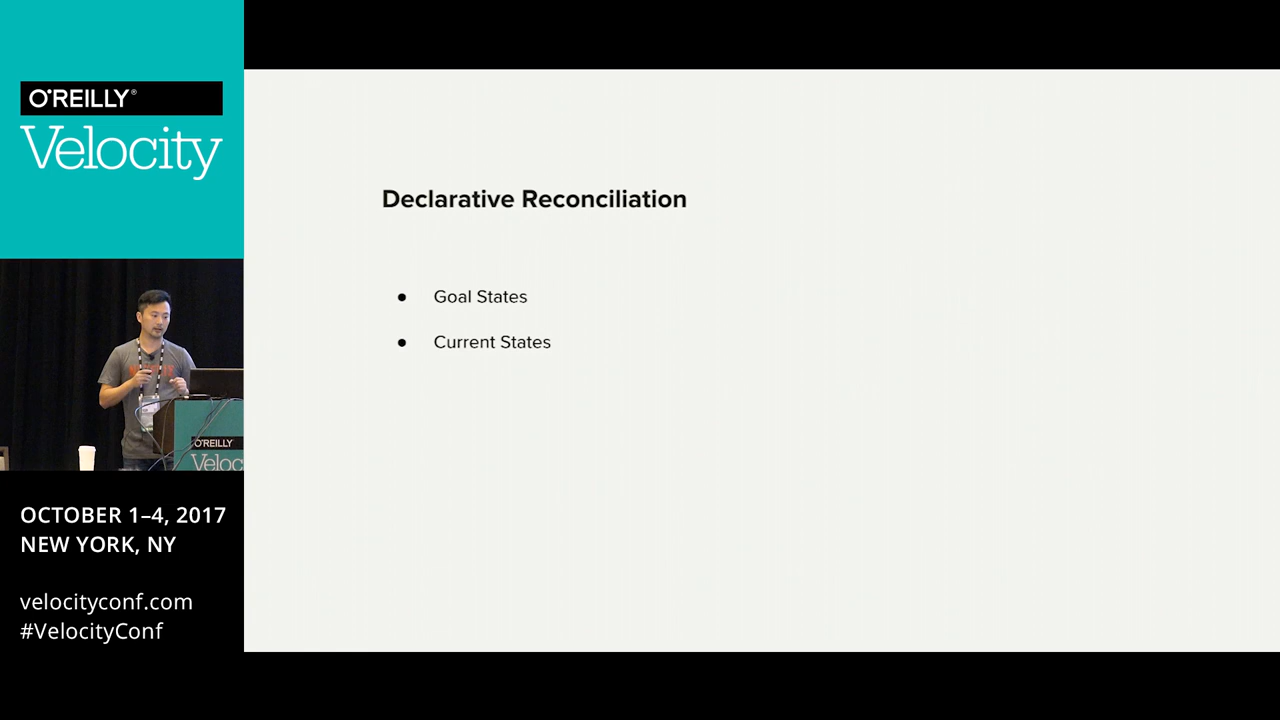 O'REILLY®
Velocity
Declarative Reconciliation
● Goal States
● Current States
O'REILLY
Veloc
OCTOBER 1–4, 2017
NEW YORK, NY
velocityconf.com
#VelocityConf